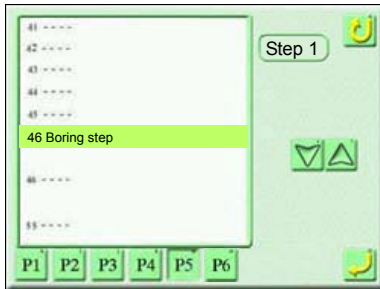 41 ----
42 ----
Step 1
43 ----
44 ----
45 ----
46 Boring step
46 ----
55 ----
P1 P2 P3 P4 P5 P6